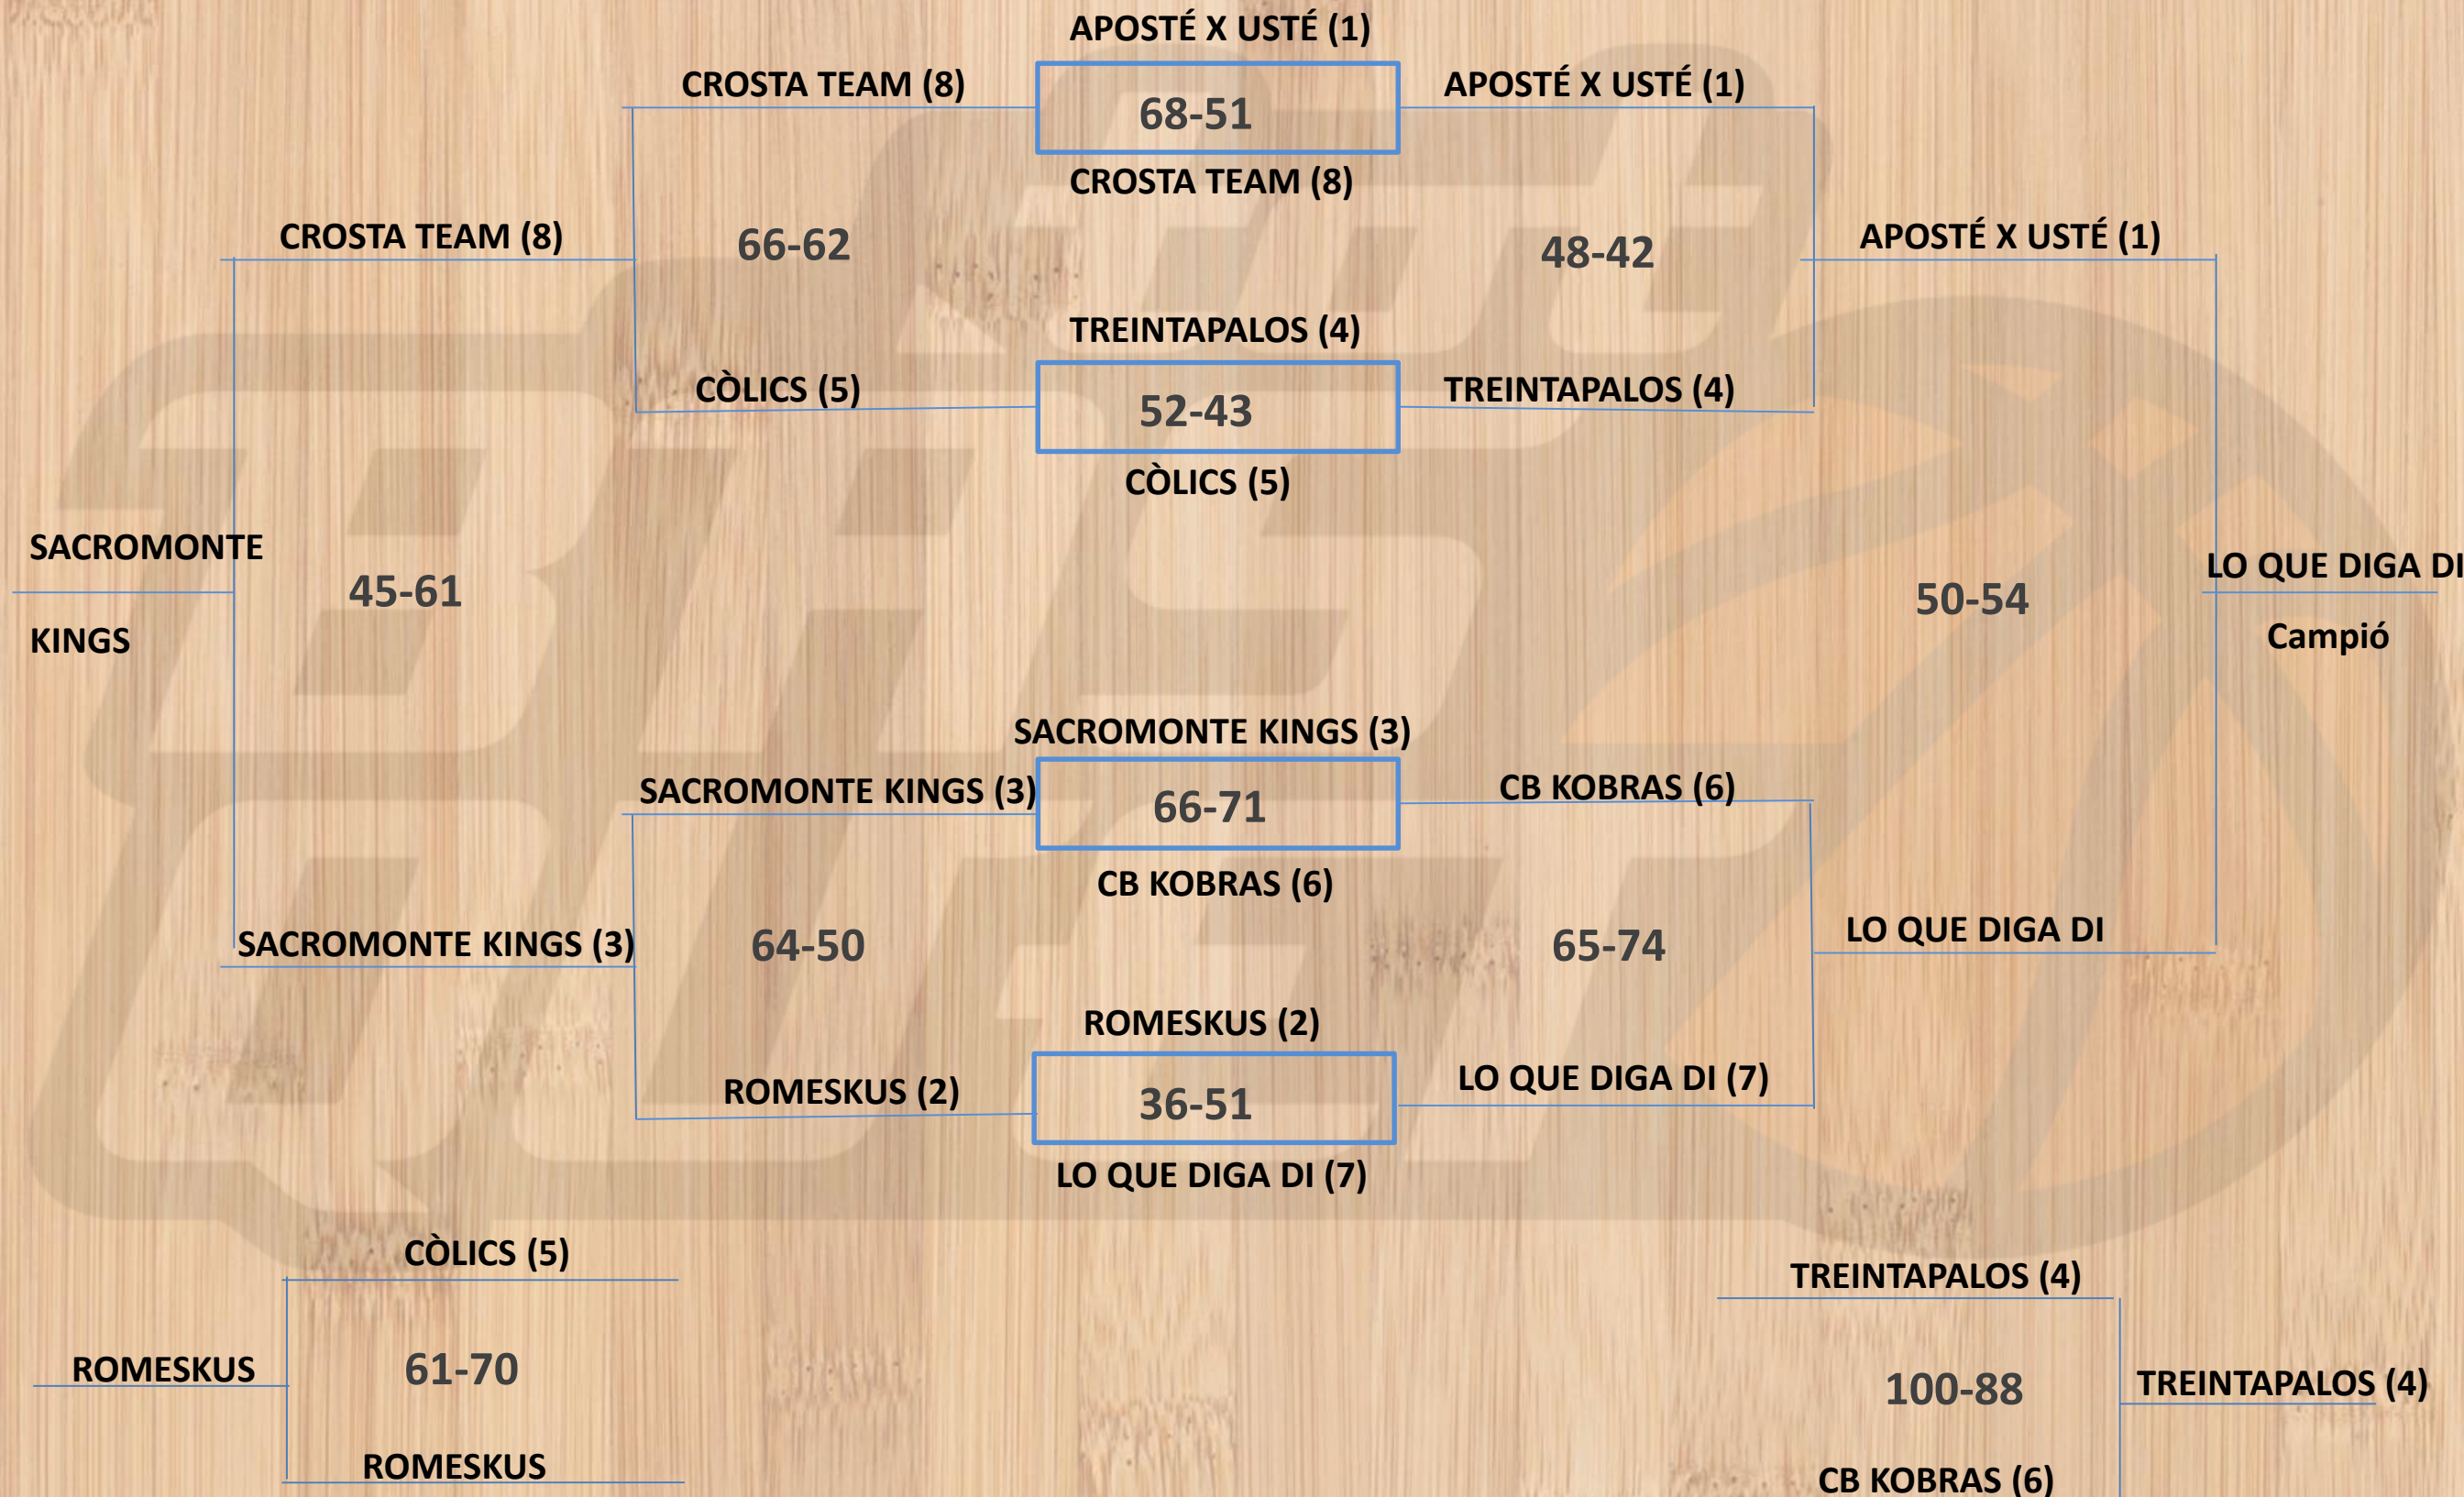 APOSTÉ X USTÉ (1)
CROSTA TEAM (8)
68-51
APOSTÉ X USTÉ (1)
CROSTA TEAM (8)
CROSTA TEAM (8)
66-62
48-42
APOSTÉ X USTÉ (1)
TREINTAPALOS (4)
CÒLICS (5)
52-43
TREINTAPALOS (4)
CÒLICS (5)
SACROMONTE
KINGS
45-61
50-54
LO QUE DIGA DI
Campió
SACROMONTE KINGS (3)
SACROMONTE KINGS (3)
66-71
CB KOBRAS (6)
CB KOBRAS (6)
SACROMONTE KINGS (3)
64-50
65-74
LO QUE DIGA DI
ROMESKUS (2)
ROMESKUS (2)
36-51
LO QUE DIGA DI (7)
LO QUE DIGA DI (7)
CÒLICS (5)
61-70
ROMESKUS
ROMESKUS
TREINTAPALOS (4)
100-88
TREINTAPALOS (4)
CB KOBRAS (6)